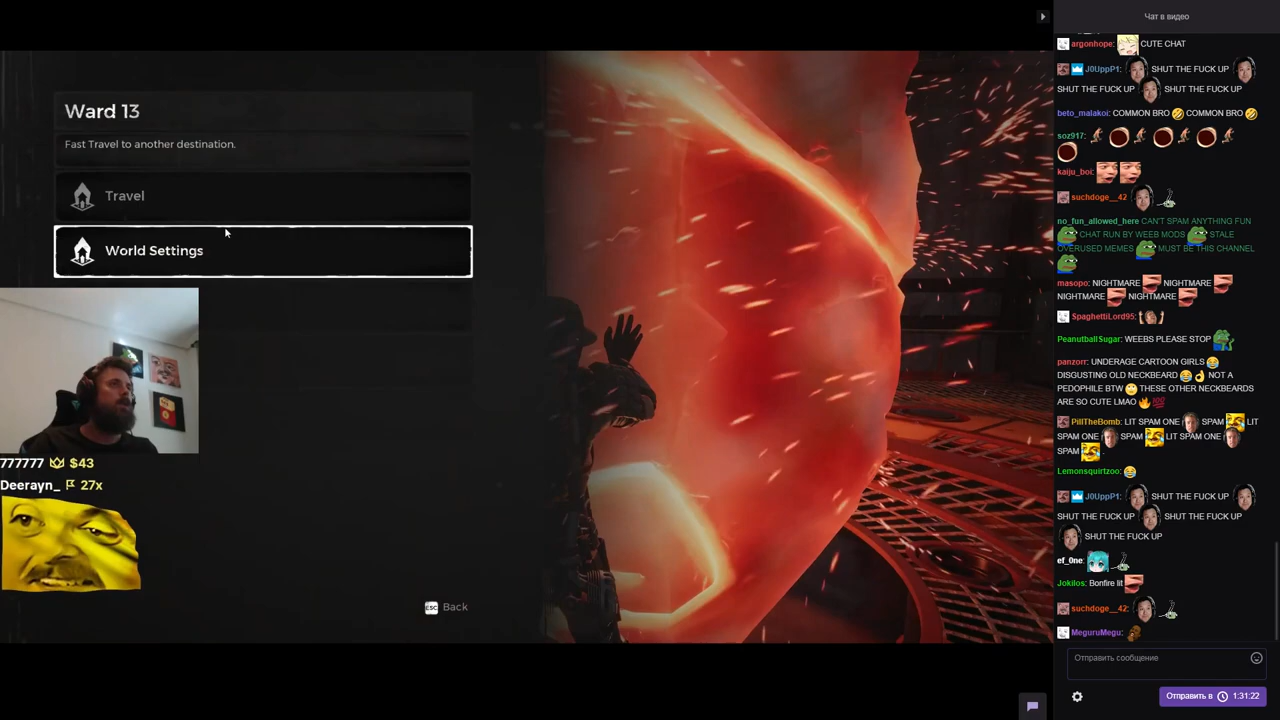 Ward 13
Fast Travel to another destination.
Travel
World Settings
777777 $43
Deerayn_ 27x
ESC Back
Чат в видео
argonhope: CUTE CHAT
J0UppP1: SHUT THE FUCK UP
SHUT THE FUCK UP SHUT THE FUCK UP
beto_malakoi: COMMON BRO COMMON BRO
soz917:
kaiju_boi:
suchdoge__42
no_fun_allowed_here CAN'T SPAM ANYTHING FUN
CHAT RUN BY WEEB MODS STALE
OVERUSED MEMES MUST BE THIS CHANNEL
masopo: NIGHTMARE NIGHTMARE
NIGHTMARE NIGHTMARE
SpaghettiLord95:
PeanutballSugar: WEEBS PLEASE STOP
panzorr: UNDERAGE CARTOON GIRLS
DISGUSTING OLD NECKBEARD NOT A
PEDOPHILE BTW THESE OTHER NECKBEARDS
ARE SO CUTE LMAO
PillTheBomb: LIT SPAM ONE SPAM LIT
SPAM ONE SPAM LIT SPAM ONE
SPAM .
Lemonsquirtzoo:
J0UppP1: SHUT THE FUCK UP
SHUT THE FUCK UP SHUT THE FUCK UP
SHUT THE FUCK UP
ef_0ne:
Jokilos: Bonfire lit
suchdoge__42:
MeguruMegu:
Отправить сообщение
Отправить в 1:31:22